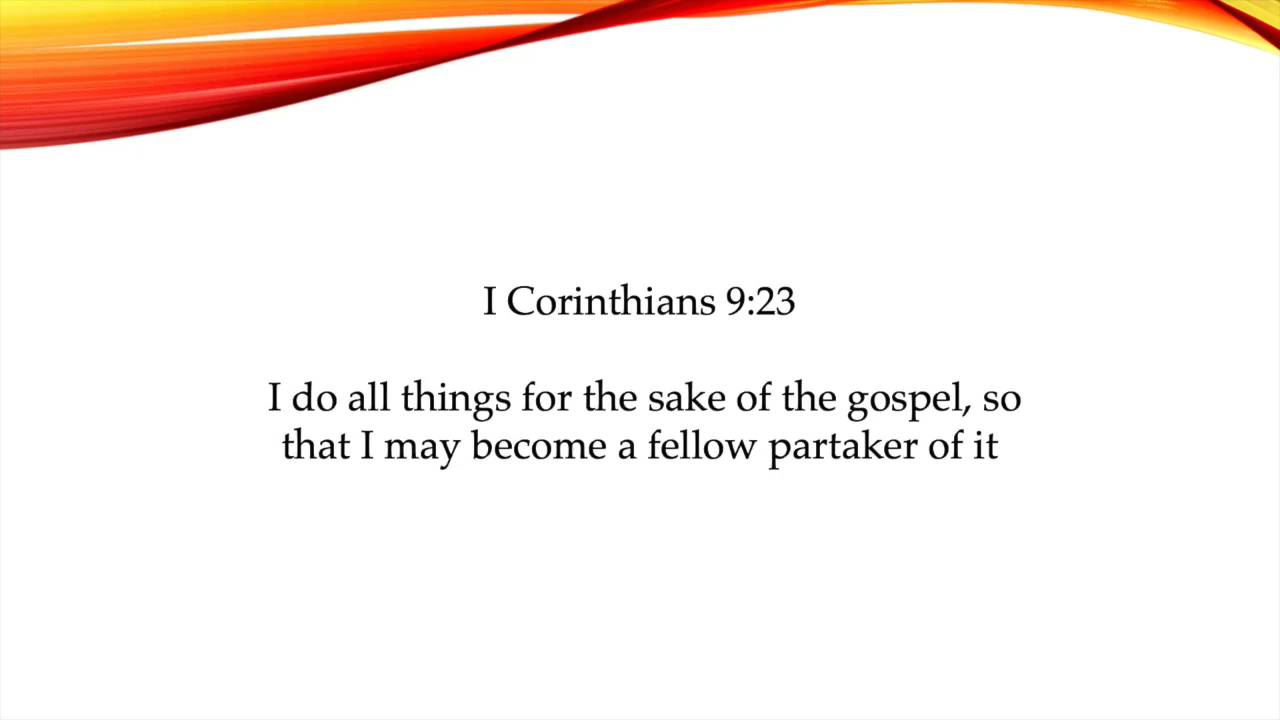 I Corinthians 9:23
I do all things for the sake of the gospel, so
that I may become a fellow partaker of it